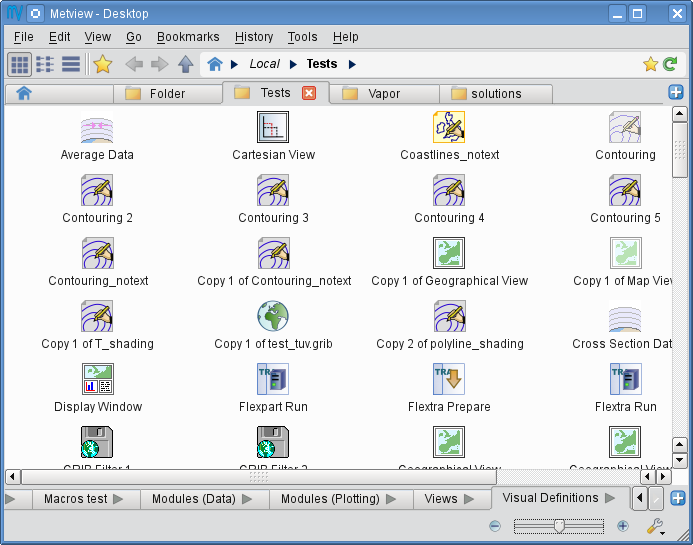 Metview - Desktop
File Edit View Go Bookmarks History Tools Help
Local Tests
Folder Tests Vapor solutions
Average Data Cartesian View Coastlines_notext Contouring
Contouring 2 Contouring 3 Contouring 4 Contouring 5
Contouring_notext Copy 1 of Contouring_notext Copy 1 of Geographical View Copy 1 of Map View
Copy 1 of T_shading Copy 1 of test_tuv.grib Copy 2 of polyline_shading Cross Section Dat
Display Window Flexpart Run Flextra Prepare Flextra Run
GRIB Filter 1 GRIB Filter 2 Geographical View Geographical View
Macros test Modules (Data) Modules (Plotting) Views Visual Definitions